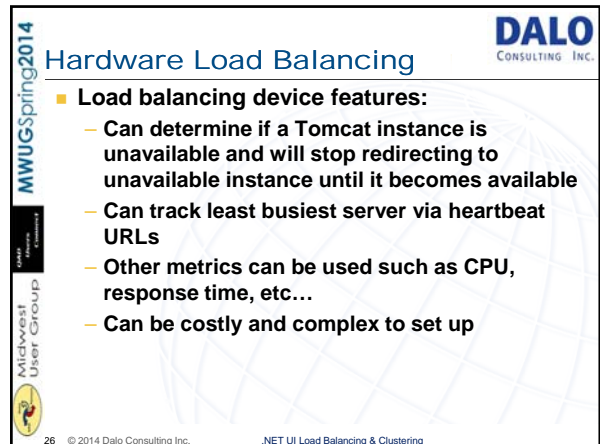 Hardware Load Balancing
DALO
CONSULTING INC.
Load balancing device features:
– Can determine if a Tomcat instance is
unavailable and will stop redirecting to
unavailable instance until it becomes available
– Can track least busiest server via heartbeat
URLs
– Other metrics can be used such as CPU,
response time, etc…
– Can be costly and complex to set up
MWUGSpring2014
QAD
Users
Connect
Midwest
User Group
26 © 2014 Dalo Consulting Inc. .NET UI Load Balancing & Clustering